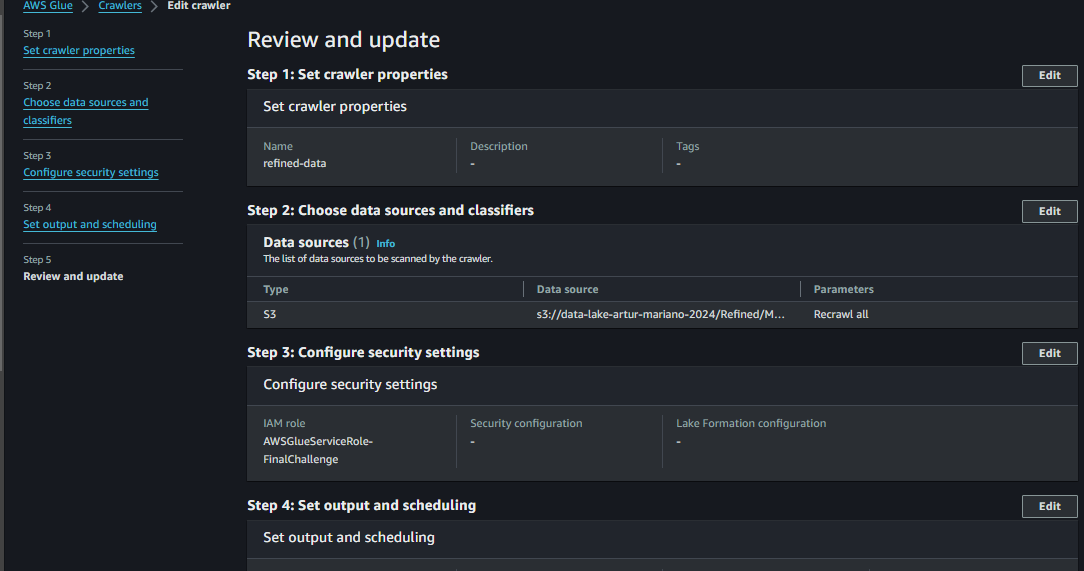 AWS Glue > Crawlers > Edit crawler
Step 1
Set crawler properties
Step 2
Choose data sources and
classifiers
Step 3
Configure security settings
Step 4
Set output and scheduling
Step 5
Review and update
Review and update
Step 1: Set crawler properties
Edit
Set crawler properties
Name
refined-data
Description
-
Tags
-
Step 2: Choose data sources and classifiers
Edit
Data sources (1) Info
The list of data sources to be scanned by the crawler.
Type Data source Parameters
S3 s3://data-lake-artur-mariano-2024/Refined/M... Recrawl all
Step 3: Configure security settings
Edit
Configure security settings
IAM role
AWSGlueServiceRole-
FinalChallenge
Security configuration
-
Lake Formation configuration
-
Step 4: Set output and scheduling
Edit
Set output and scheduling